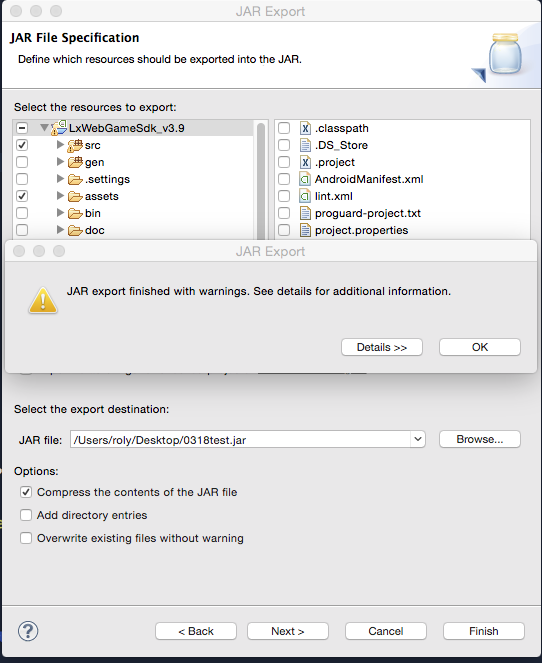 JAR Export
JAR File Specification
Define which resources should be exported into the JAR.
Select the resources to export:
LxWebGameSdk_v3.9
src
gen
.settings
assets
bin
doc
.classpath
.DS_Store
.project
AndroidManifest.xml
lint.xml
proguard-project.txt
project.properties
JAR Export
JAR export finished with warnings. See details for additional information.
Details >>
OK
Select the export destination:
JAR file:
/Users/roly/Desktop/0318test.jar
Browse...
Options:
Compress the contents of the JAR file
Add directory entries
Overwrite existing files without warning
?
< Back
Next >
Cancel
Finish